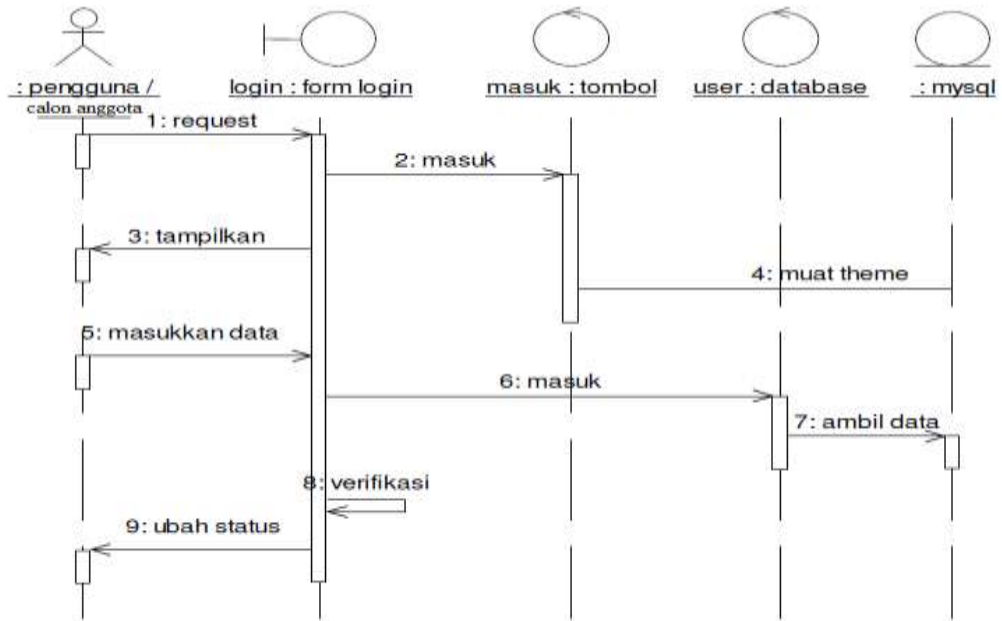 : pengguna /
calon anggota
login : form login
masuk : tombol
user : database
: mysql
1: request
2: masuk
3: tampilkan
4: muat theme
5: masukkan data
6: masuk
7: ambil data
8: verifikasi
9: ubah status